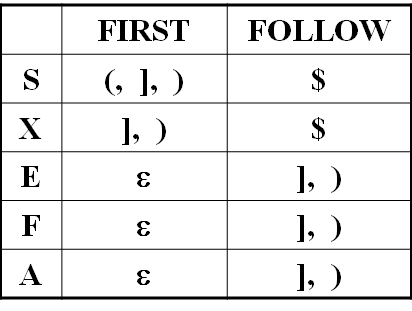 FIRST FOLLOW
S (, ], ) $
X ], ) $
E ε ], )
F ε ], )
A ε ], )